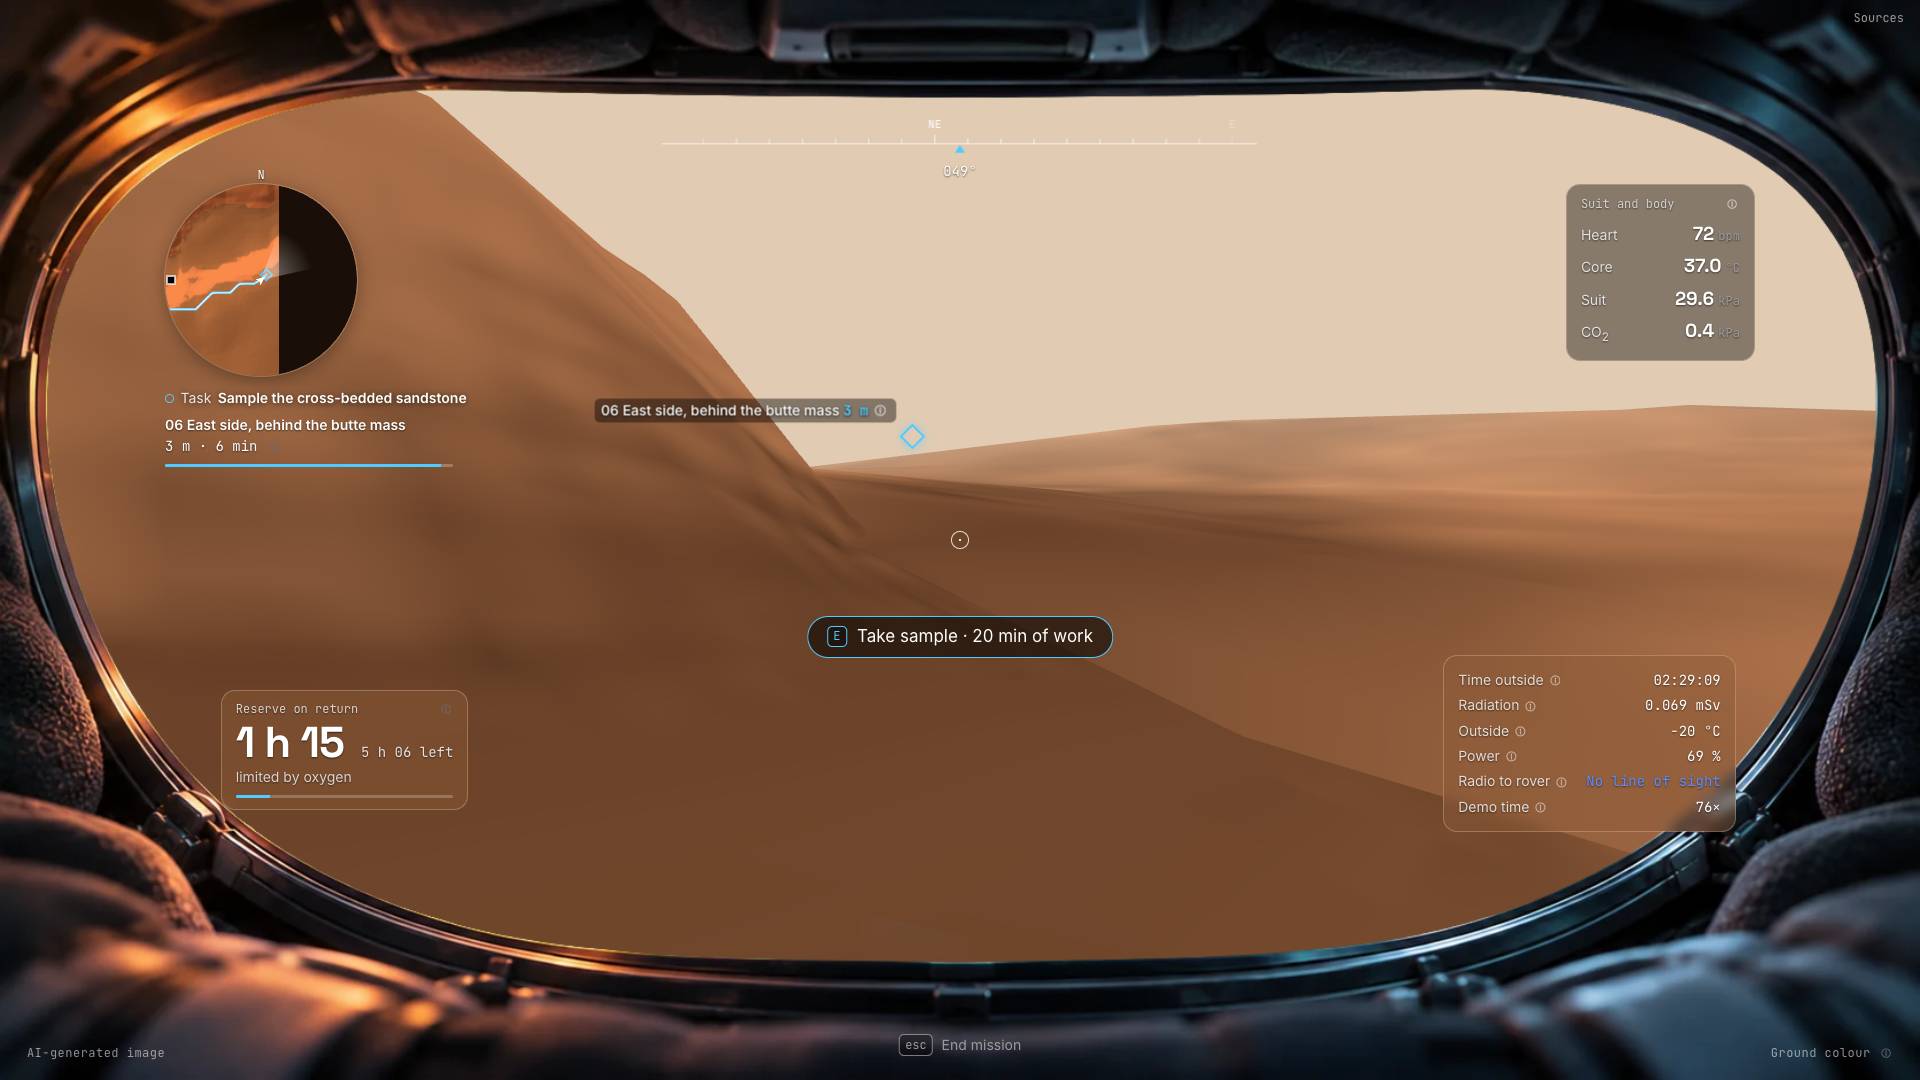 Sources
NE
E
049°
N
Suit and body
Heart 72 bpm
Core 37.0 °C
Suit 29.6 kPa
CO2 0.4 kPa
Task Sample the cross-bedded sandstone
06 East side, behind the butte mass
3 m · 6 min
06 East side, behind the butte mass 3 m
E Take sample · 20 min of work
Reserve on return
1 h 15 5 h 06 left
limited by oxygen
Time outside 02:29:09
Radiation 0.069 mSv
Outside -20 °C
Power 69 %
Radio to rover No line of sight
Demo time 76×
esc End mission
AI-generated image
Ground colour